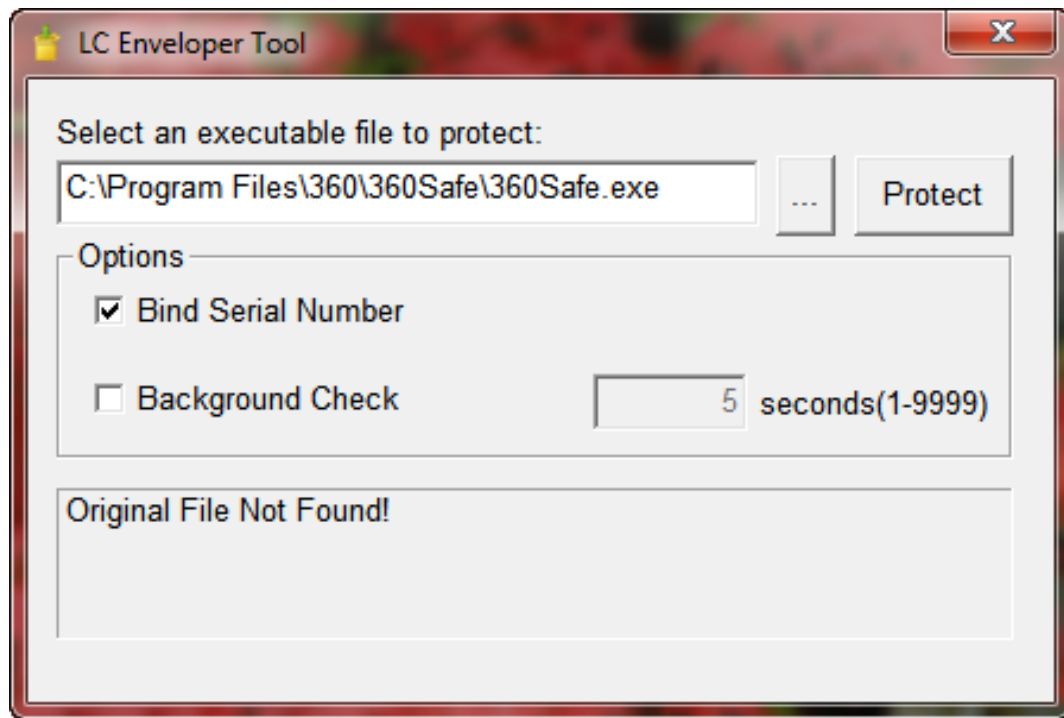 LC Enveloper Tool
Select an executable file to protect:
C:\Program Files\360\360Safe\360Safe.exe
...
Protect
Options
Bind Serial Number
Background Check
5 seconds(1-9999)
Original File Not Found!